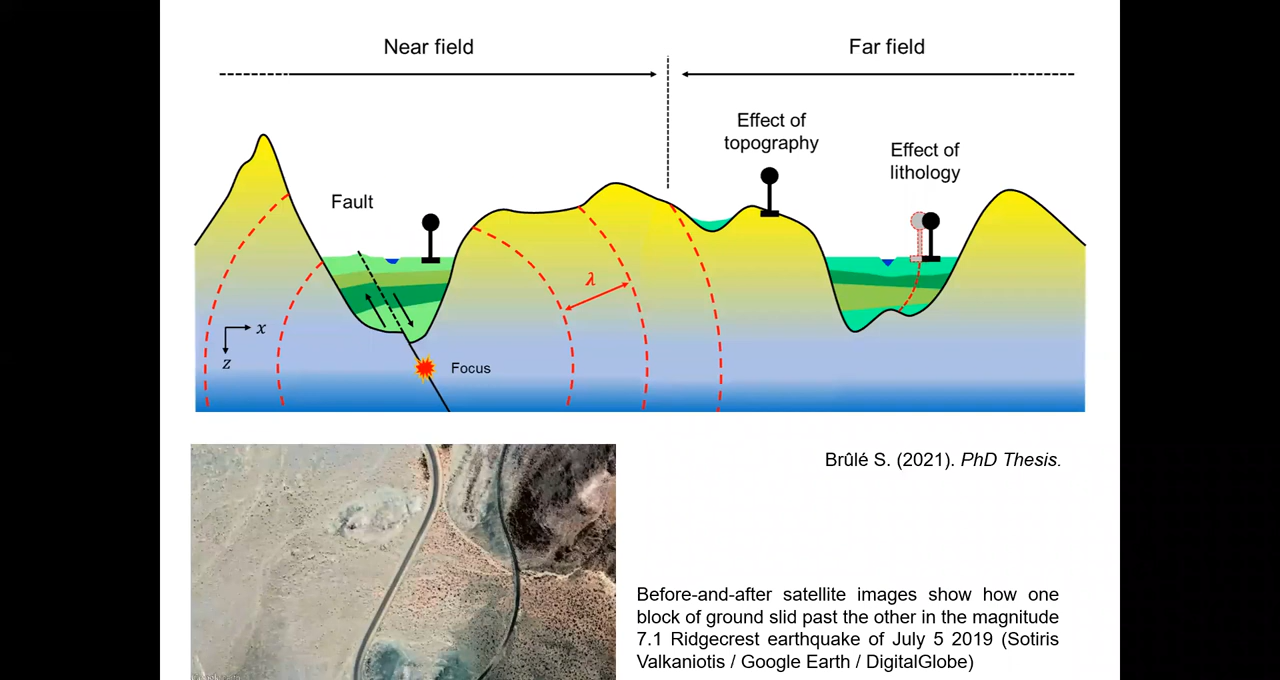 Near field
Far field
Effect of
topography
Effect of
lithology
Fault
λ
x
z
Focus
Brûlé S. (2021). PhD Thesis.
Before-and-after satellite images show how one
block of ground slid past the other in the magnitude
7.1 Ridgecrest earthquake of July 5 2019 (Sotiris
Valkaniotis / Google Earth / DigitalGlobe)